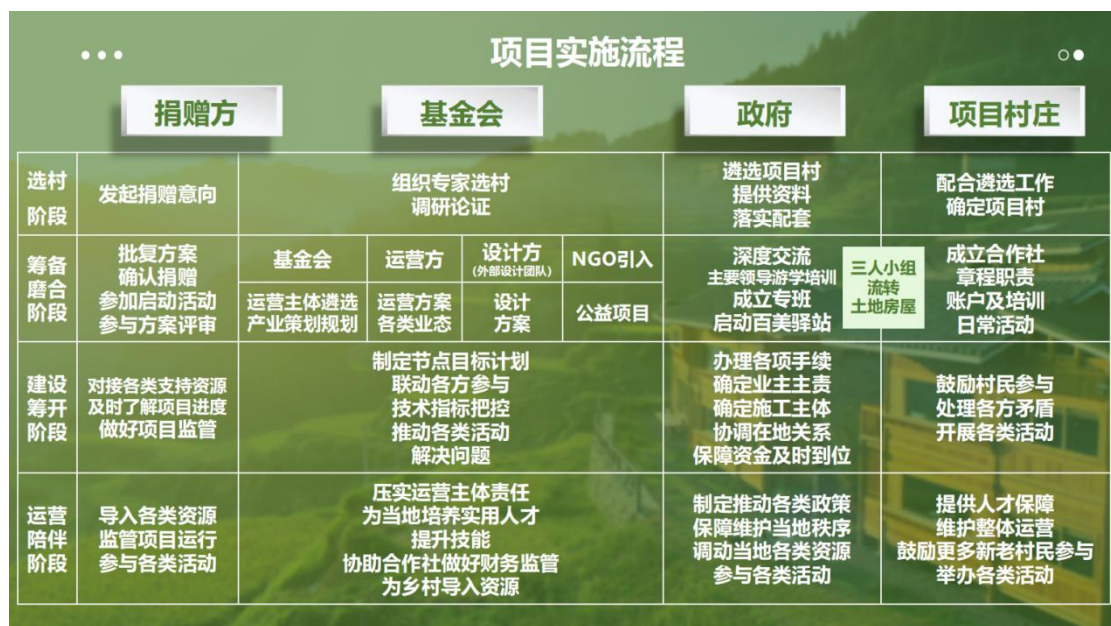 项目实施流程
捐赠方
基金会
政府
项目村庄
选村
阶段
发起捐赠意向
组织专家选村
调研论证
遴选项目村
提供资料
落实配套
配合遴选工作
确定项目村
筹备
磨合
阶段
批复方案
确认捐赠
参加启动活动
参与方案评审
基金会
运营方
设计方
(外部设计团队)
NGO引入
运营主体遴选
产业策划规划
运营方案
各类业态
设计
方案
公益项目
深度交流
主要领导游学培训
成立专班
启动百美驿站
三人小组
流转
土地房屋
成立合作社
章程职责
账户及培训
日常活动
建设
筹开
阶段
对接各类支持资源
及时了解项目进度
做好项目监管
制定节点目标计划
联动各方参与
技术指标把控
推动各类活动
解决问题
办理各项手续
确定业主主责
确定施工主体
协调在地关系
保障资金及时到位
鼓励村民参与
处理各方矛盾
开展各类活动
运营
陪伴
阶段
导入各类资源
监管项目运行
参与各类活动
压实运营主体责任
为当地培养实用人才
提升技能
协助合作社做好财务监管
为乡村导入资源
制定推动各类政策
保障维护当地秩序
调动当地各类资源
参与各类活动
提供人才保障
维护整体运营
鼓励更多新老村民参与
举办各类活动